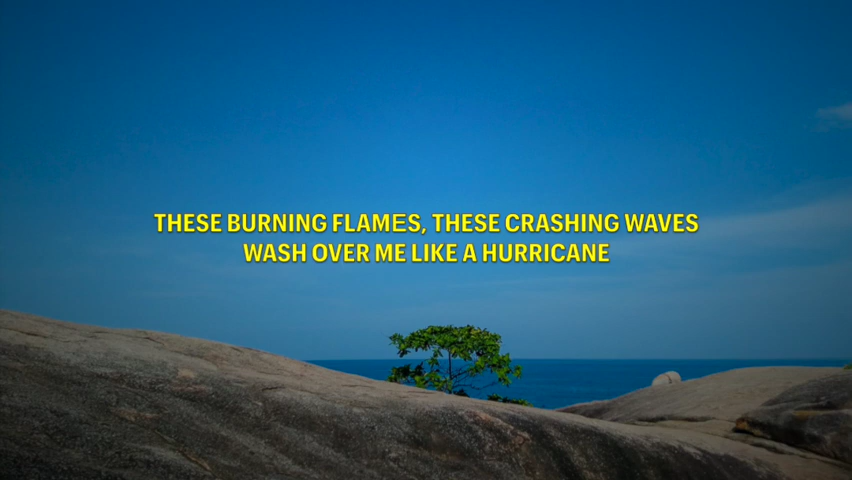 THESE BURNING FLAMES, THESE CRASHING WAVES
WASH OVER ME LIKE A HURRICANE